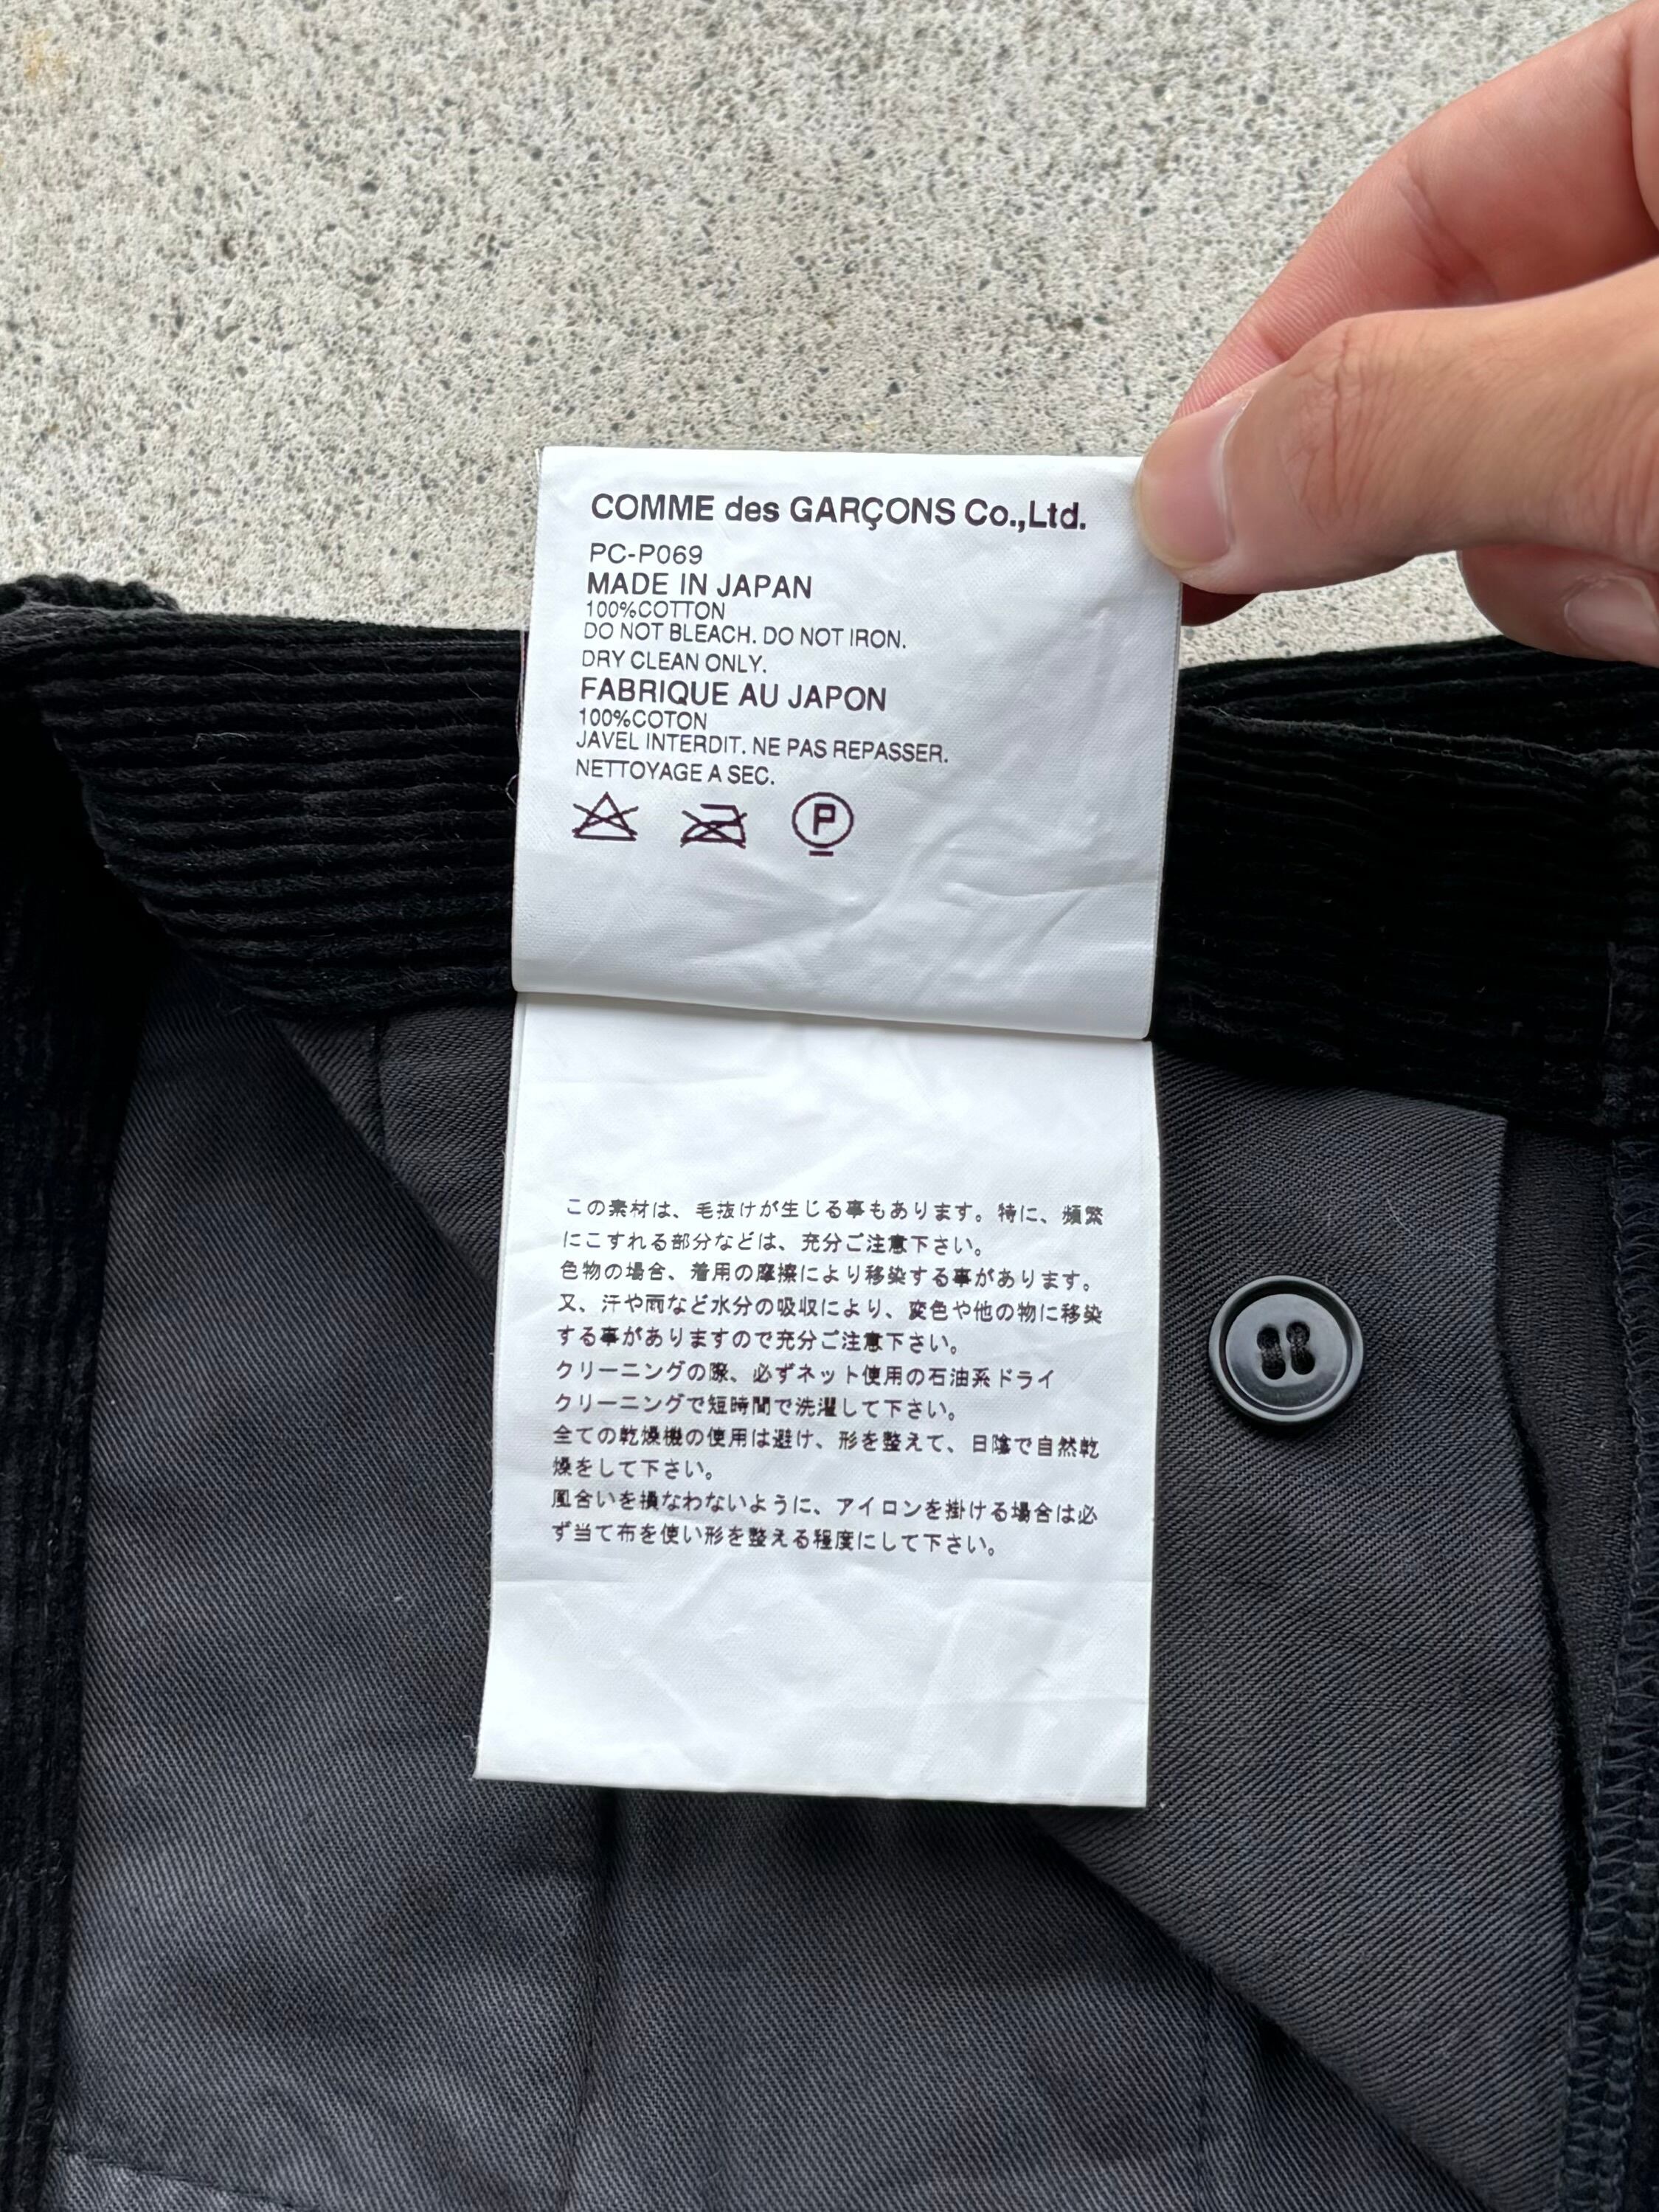 COMME des GARÇONS Co.,Ltd.
PC-P069
MADE IN JAPAN
100%COTTON
DO NOT BLEACH. DO NOT IRON.
DRY CLEAN ONLY.
FABRIQUE AU JAPON
100%COTON
JAVEL INTERDIT. NE PAS REPASSER.
NETTOYAGE A SEC.
P
この素材は、毛抜けが生じる事もあります。特に、頻繁
にこすれる部分などは、充分ご注意下さい。
色物の場合、着用の摩擦により移染する事があります。
又、汗や雨など水分の吸収により、変色や他の物に移染
する事がありますので充分ご注意下さい。
クリーニングの際、必ずネット使用の石油系ドライ
クリーニングで短時間で洗濯して下さい。
全ての乾燥機の使用は避け、形を整えて、日陰で自然乾
燥をして下さい。
風合いを損なわないように、アイロンを掛ける場合は必
ず当て布を使い形を整える程度にして下さい。